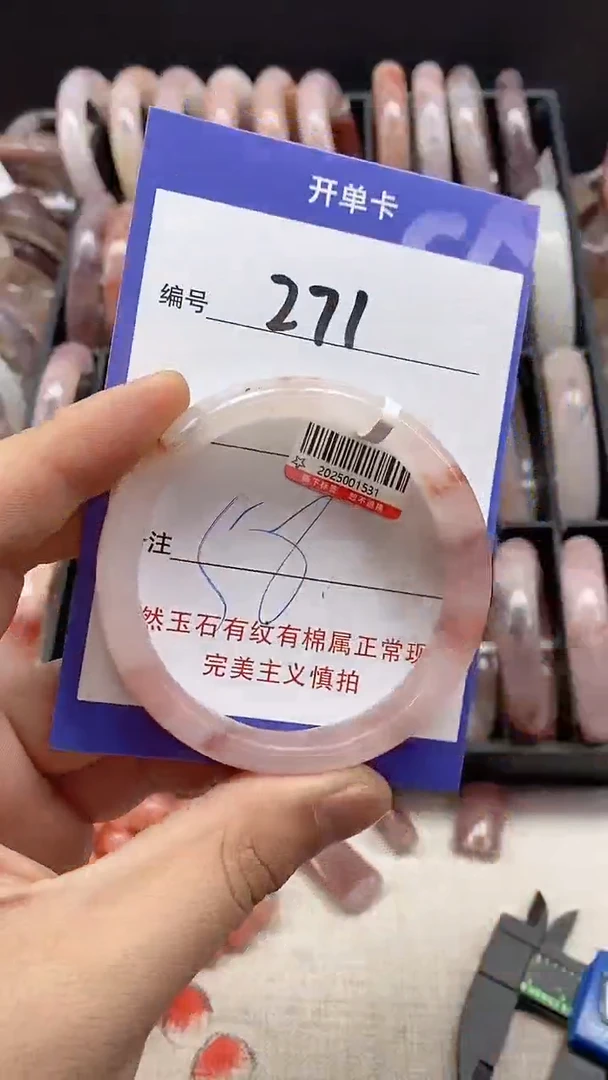 开单卡
编号 271
2025001531
注
然玉石有纹有棉属正常现
完美主义慎拍